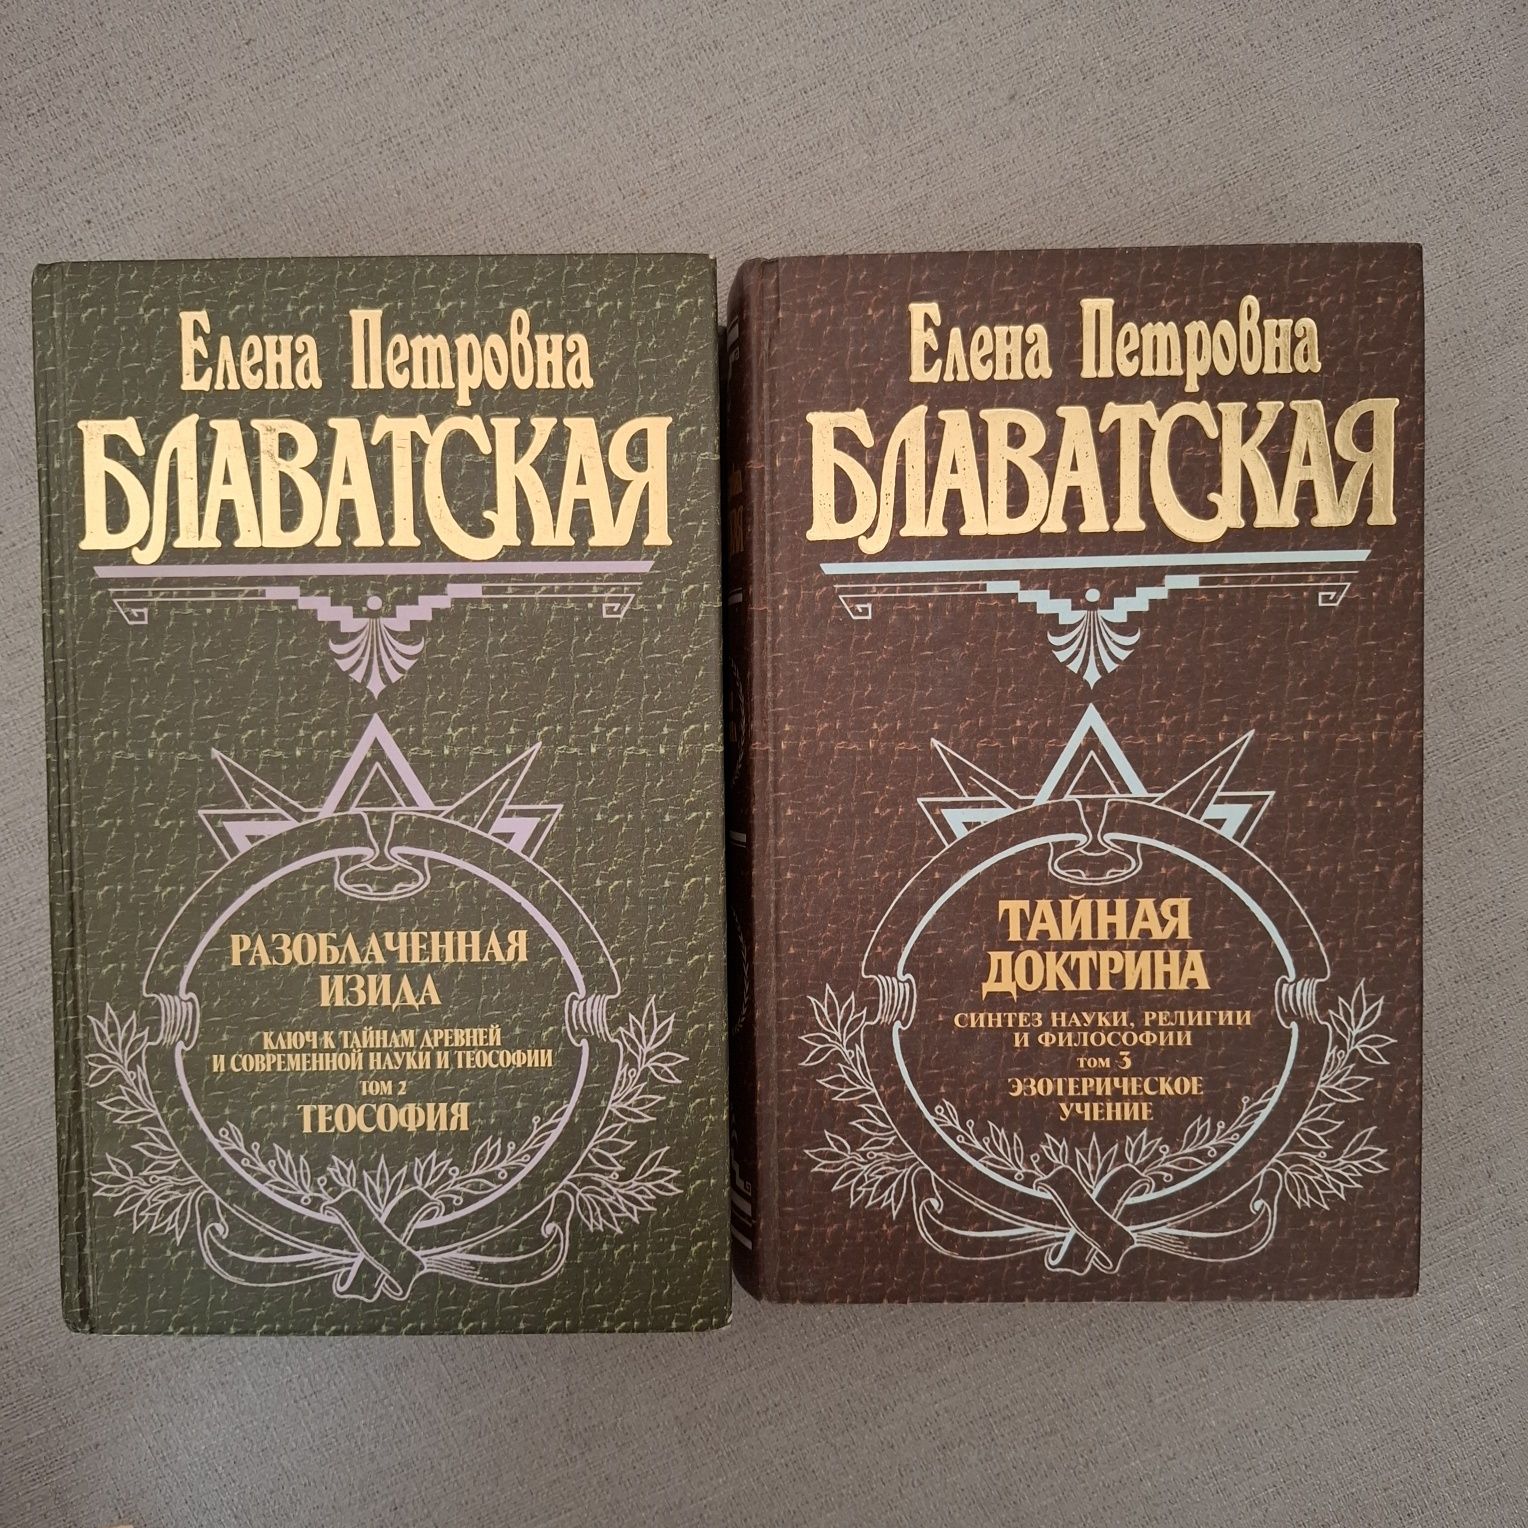 Елена Петровна
БЛАВАТСКАЯ
РАЗОБЛАЧЕННАЯ
ИЗИДА
КЛЮЧ К ТАЙНАМ ДРЕВНЕЙ
И СОВРЕМЕННОЙ НАУКИ И ТЕОСОФИИ
ТОМ 2
ТЕОСОФИЯ
Елена Петровна
БЛАВАТСКАЯ
ТАЙНАЯ
ДОКТРИНА
СИНТЕЗ НАУКИ, РЕЛИГИИ
И ФИЛОСОФИИ
ТОМ 3
ЭЗОТЕРИЧЕСКОЕ
УЧЕНИЕ